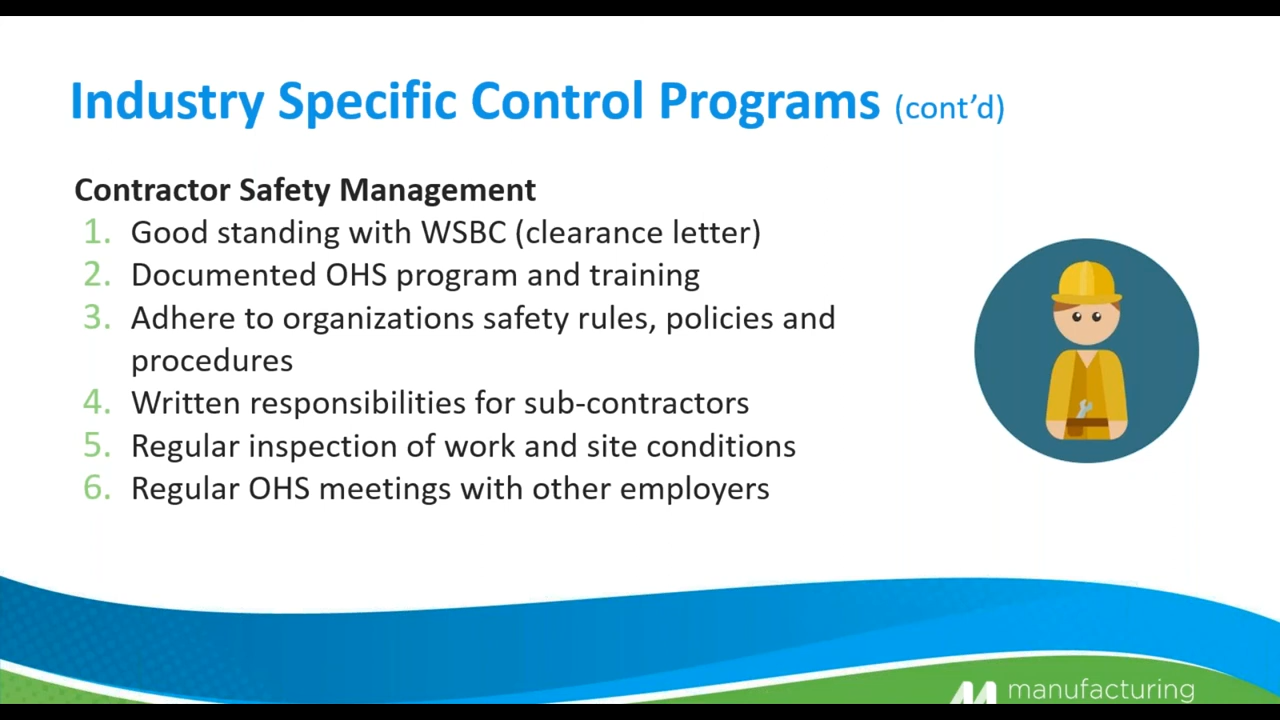 Industry Specific Control Programs (cont’d)
Contractor Safety Management
1. Good standing with WSBC (clearance letter)
2. Documented OHS program and training
3. Adhere to organizations safety rules, policies and
procedures
4. Written responsibilities for sub-contractors
5. Regular inspection of work and site conditions
6. Regular OHS meetings with other employers
manufacturing